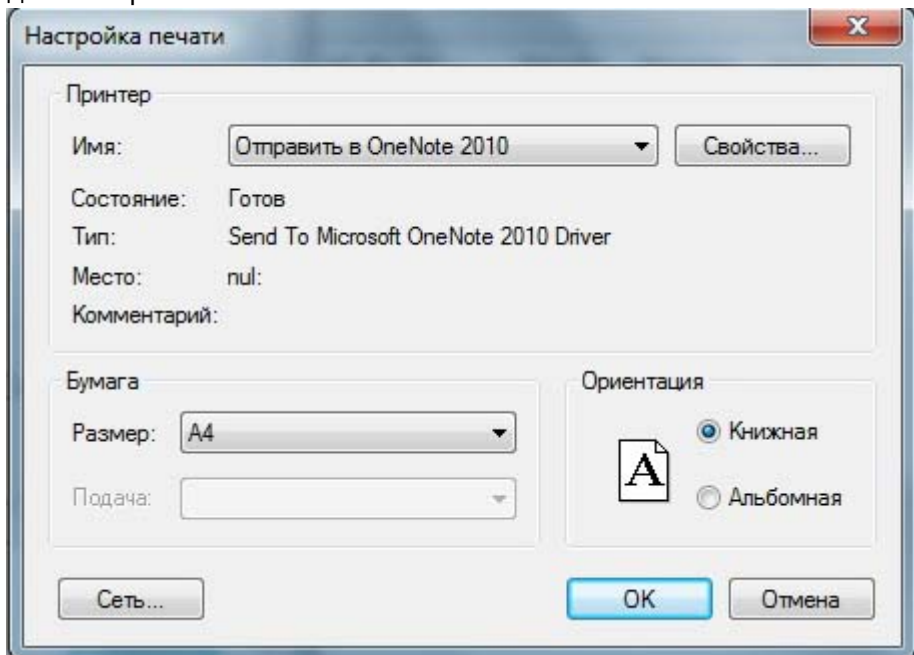 Настройка печати
Принтер
Имя: Отправить в OneNote 2010 Свойства...
Состояние: Готов
Тип: Send To Microsoft OneNote 2010 Driver
Место: nul:
Комментарий:
Бумага
Размер: A4
Подача:
Ориентация
A
Книжная
Альбомная
Сеть... OK Отмена